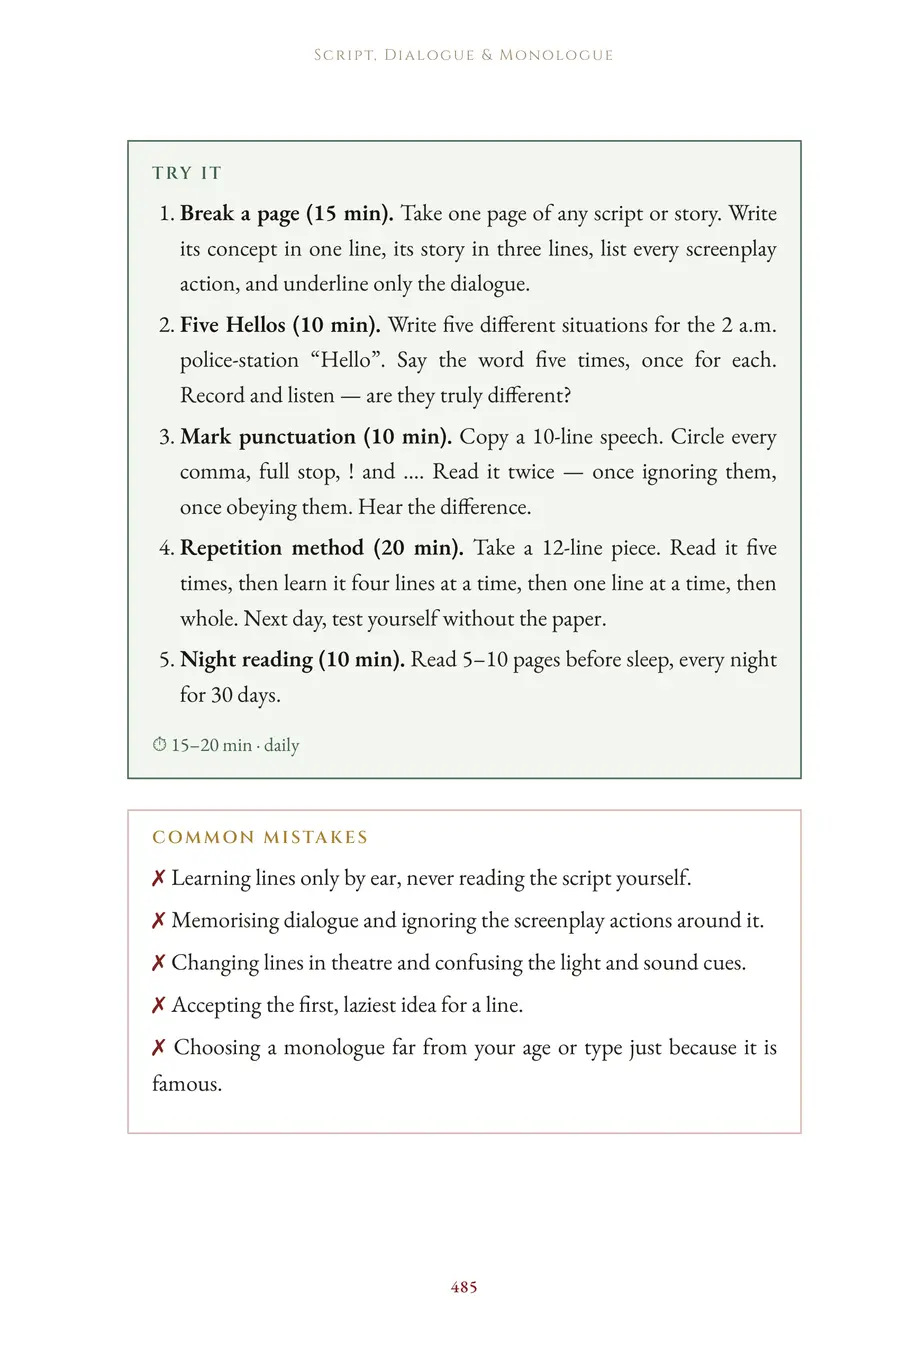 Script, Dialogue & Monologue
TRY IT
1. Break a page (15 min). Take one page of any script or story. Write
its concept in one line, its story in three lines, list every screenplay
action, and underline only the dialogue.
2. Five Hellos (10 min). Write five different situations for the 2 a.m.
police-station “Hello”. Say the word five times, once for each.
Record and listen — are they truly different?
3. Mark punctuation (10 min). Copy a 10-line speech. Circle every
comma, full stop, ! and .... Read it twice — once ignoring them,
once obeying them. Hear the difference.
4. Repetition method (20 min). Take a 12-line piece. Read it five
times, then learn it four lines at a time, then one line at a time, then
whole. Next day, test yourself without the paper.
5. Night reading (10 min). Read 5–10 pages before sleep, every night
for 30 days.
⏱ 15–20 min · daily
COMMON MISTAKES
✗ Learning lines only by ear, never reading the script yourself.
✗ Memorising dialogue and ignoring the screenplay actions around it.
✗ Changing lines in theatre and confusing the light and sound cues.
✗ Accepting the first, laziest idea for a line.
✗ Choosing a monologue far from your age or type just because it is
famous.
485